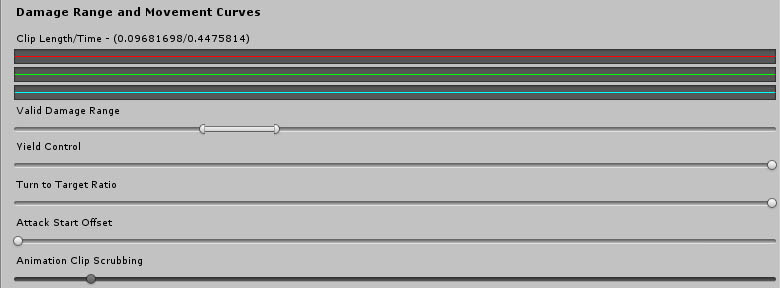 Damage Range and Movement Curves
Clip Length/Time - (0.09681698/0.4475814)
Valid Damage Range
Yield Control
Turn to Target Ratio
Attack Start Offset
Animation Clip Scrubbing